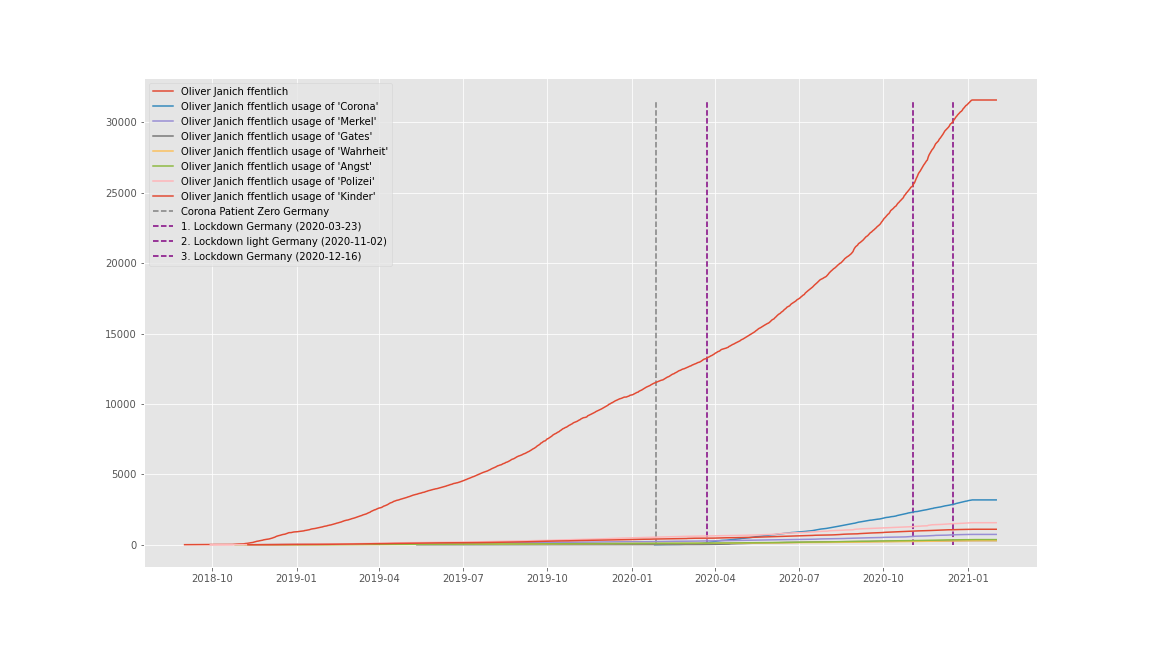 Oliver Janich ffentlich
Oliver Janich ffentlich usage of 'Corona'
Oliver Janich ffentlich usage of 'Merkel'
Oliver Janich ffentlich usage of 'Gates'
Oliver Janich ffentlich usage of 'Wahrheit'
Oliver Janich ffentlich usage of 'Angst'
Oliver Janich ffentlich usage of 'Polizei'
Oliver Janich ffentlich usage of 'Kinder'
Corona Patient Zero Germany
1. Lockdown Germany (2020-03-23)
2. Lockdown light Germany (2020-11-02)
3. Lockdown Germany (2020-12-16)
30000
25000
20000
15000
10000
5000
0
2018-10 2019-01 2019-04 2019-07 2019-10 2020-01 2020-04 2020-07 2020-10 2021-01